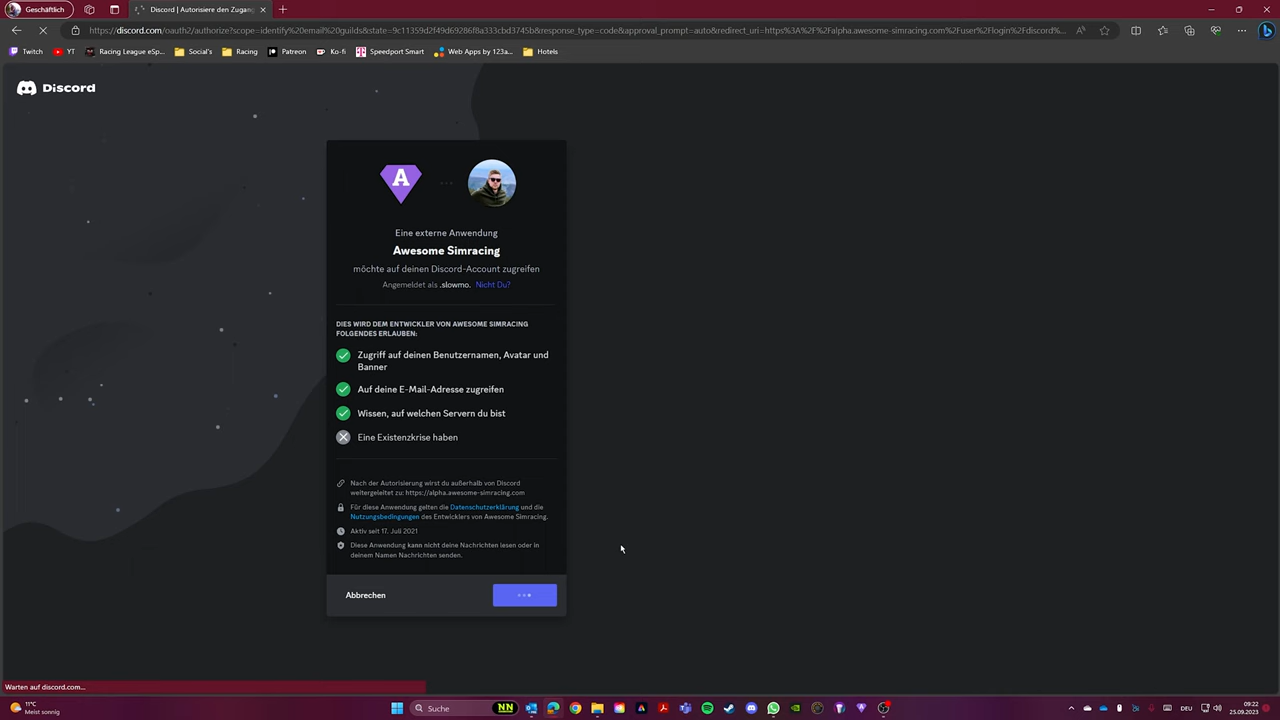 Geschäftlich
Discord | Autorisiere den Zugan
https://discord.com/oauth2/authorize?scope=identify%20email%20guilds&state=9c11359d2f49d96286f8a333cbd3745b&response_type=code&approval_prompt=auto&redirect_uri=https%3A%2F%2Falpha.awesome-simracing.com%2Fuser%2Flogin%2Fdiscord%...
Twitch
YT
Racing League eSp...
Social's
Racing
Patreon
Ko-fi
Speedport Smart
Web Apps by 123a...
Hotels
Discord
A
Eine externe Anwendung
Awesome Simracing
möchte auf deinen Discord-Account zugreifen
Angemeldet als .slowmo. Nicht Du?
DIES WIRD DEM ENTWICKLER VON AWESOME SIMRACING
FOLGENDES ERLAUBEN:
Zugriff auf deinen Benutzernamen, Avatar und
Banner
Auf deine E-Mail-Adresse zugreifen
Wissen, auf welchen Servern du bist
Eine Existenzkrise haben
Nach der Autorisierung wirst du außerhalb von Discord
weitergeleitet zu: https://alpha.awesome-simracing.com
Für diese Anwendung gelten die Datenschutzerklärung und die
Nutzungsbedingungen des Entwicklers von Awesome Simracing.
Aktiv seit 17. Juli 2021
Diese Anwendung kann nicht deine Nachrichten lesen oder in
deinem Namen Nachrichten senden.
Abbrechen
Warten auf discord.com...
11°C
Meist sonnig
Suche
NN
DEU
09:22
25.09.2023